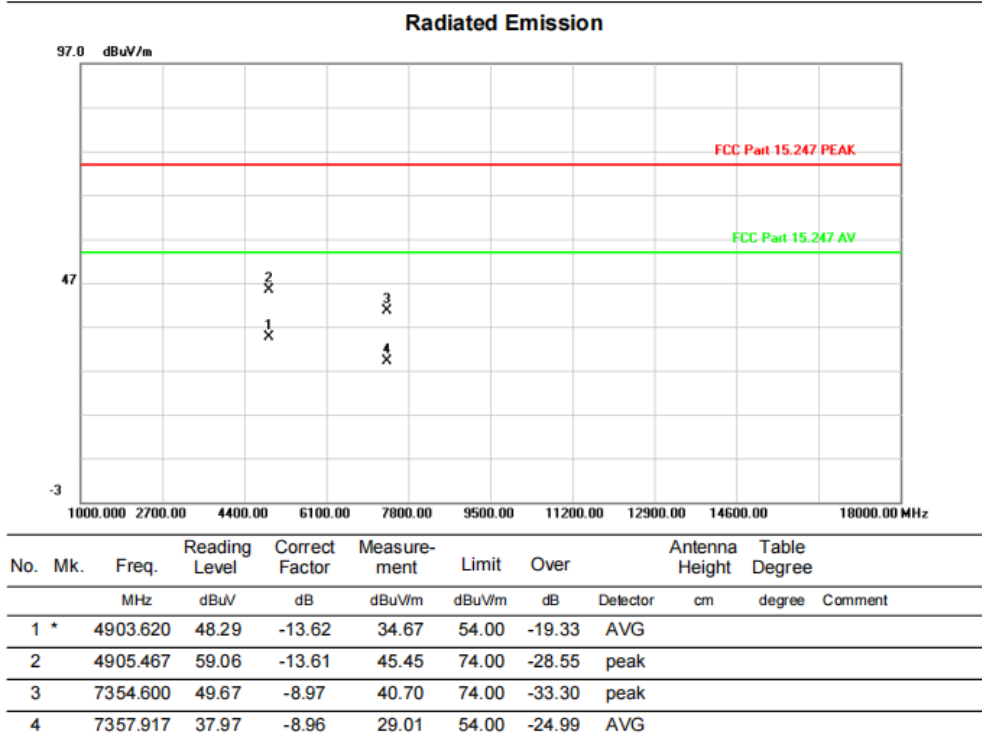 Radiated Emission
97.0 dBuV/m
FCC Part 15.247 PEAK
FCC Part 15.247 AV
47
2
3
1
4
-3
1000.000 2700.00 4400.00 6100.00 7800.00 9500.00 11200.00 12900.00 14600.00 18000.00 MHz
No. Mk. Freq. Reading Level Correct Factor Measure-ment Limit Over Antenna Height Table Degree
MHz dBuV dB dBuV/m dBuV/m dB Detector cm degree Comment
1 * 4903.620 48.29 -13.62 34.67 54.00 -19.33 AVG
2 4905.467 59.06 -13.61 45.45 74.00 -28.55 peak
3 7354.600 49.67 -8.97 40.70 74.00 -33.30 peak
4 7357.917 37.97 -8.96 29.01 54.00 -24.99 AVG